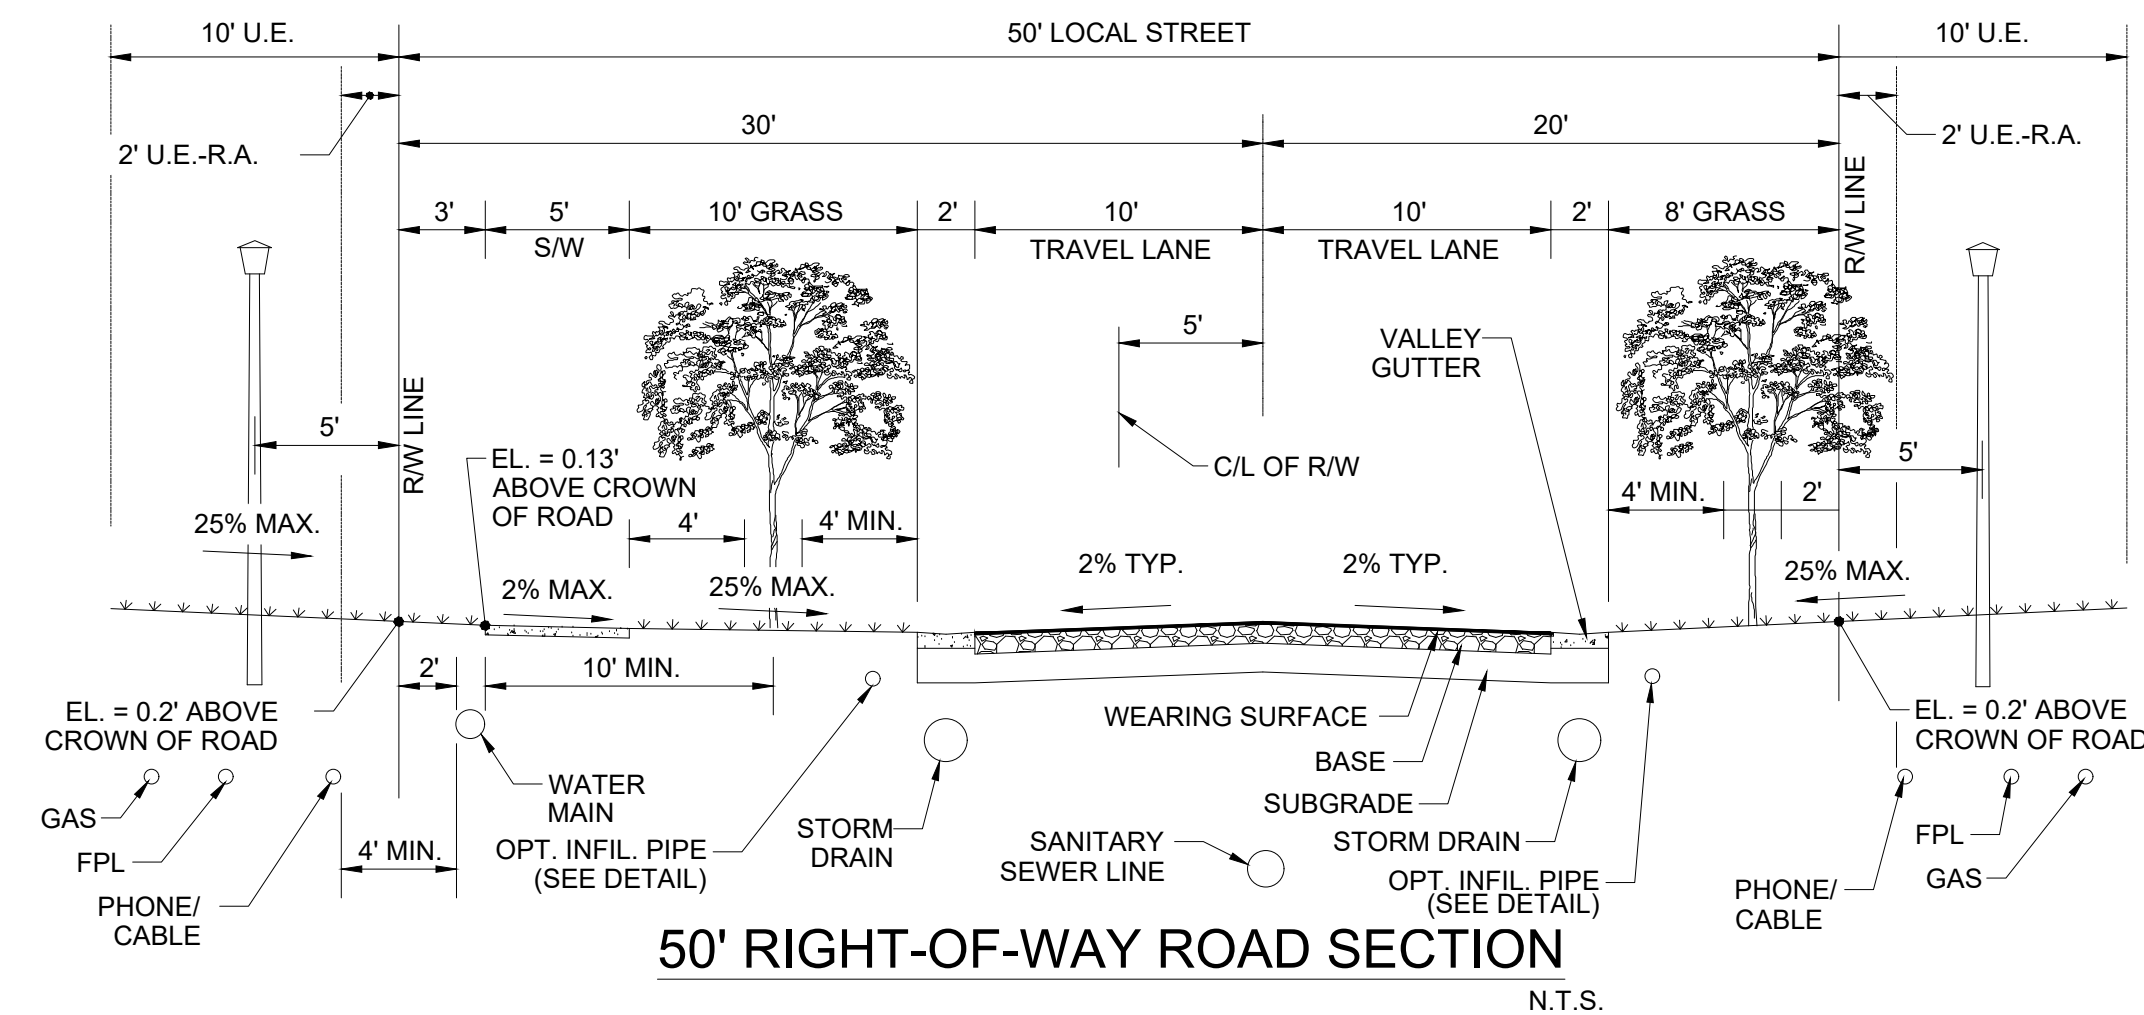 10' U.E.
50' LOCAL STREET
10' U.E.
2' U.E.-R.A.
30'
20'
2' U.E.-R.A.
3'
5'
S/W
10' GRASS
2'
10'
TRAVEL LANE
10'
TRAVEL LANE
2'
8' GRASS
R/W LINE
5'
VALLEY
GUTTER
5'
R/W LINE
EL. = 0.13'
ABOVE CROWN
OF ROAD
C/L OF R/W
5'
4' MIN.
2'
25% MAX.
4'
4' MIN.
2% MAX.
25% MAX.
2% TYP.
2% TYP.
25% MAX.
2'
10' MIN.
EL. = 0.2' ABOVE
CROWN OF ROAD
WEARING SURFACE
EL. = 0.2' ABOVE
CROWN OF ROAD
BASE
WATER
MAIN
SUBGRADE
GAS
FPL
4' MIN.
OPT. INFIL. PIPE
(SEE DETAIL)
STORM
DRAIN
SANITARY
SEWER LINE
STORM DRAIN
OPT. INFIL. PIPE
(SEE DETAIL)
FPL
GAS
PHONE/
CABLE
PHONE/
CABLE
50' RIGHT-OF-WAY ROAD SECTION
N.T.S.